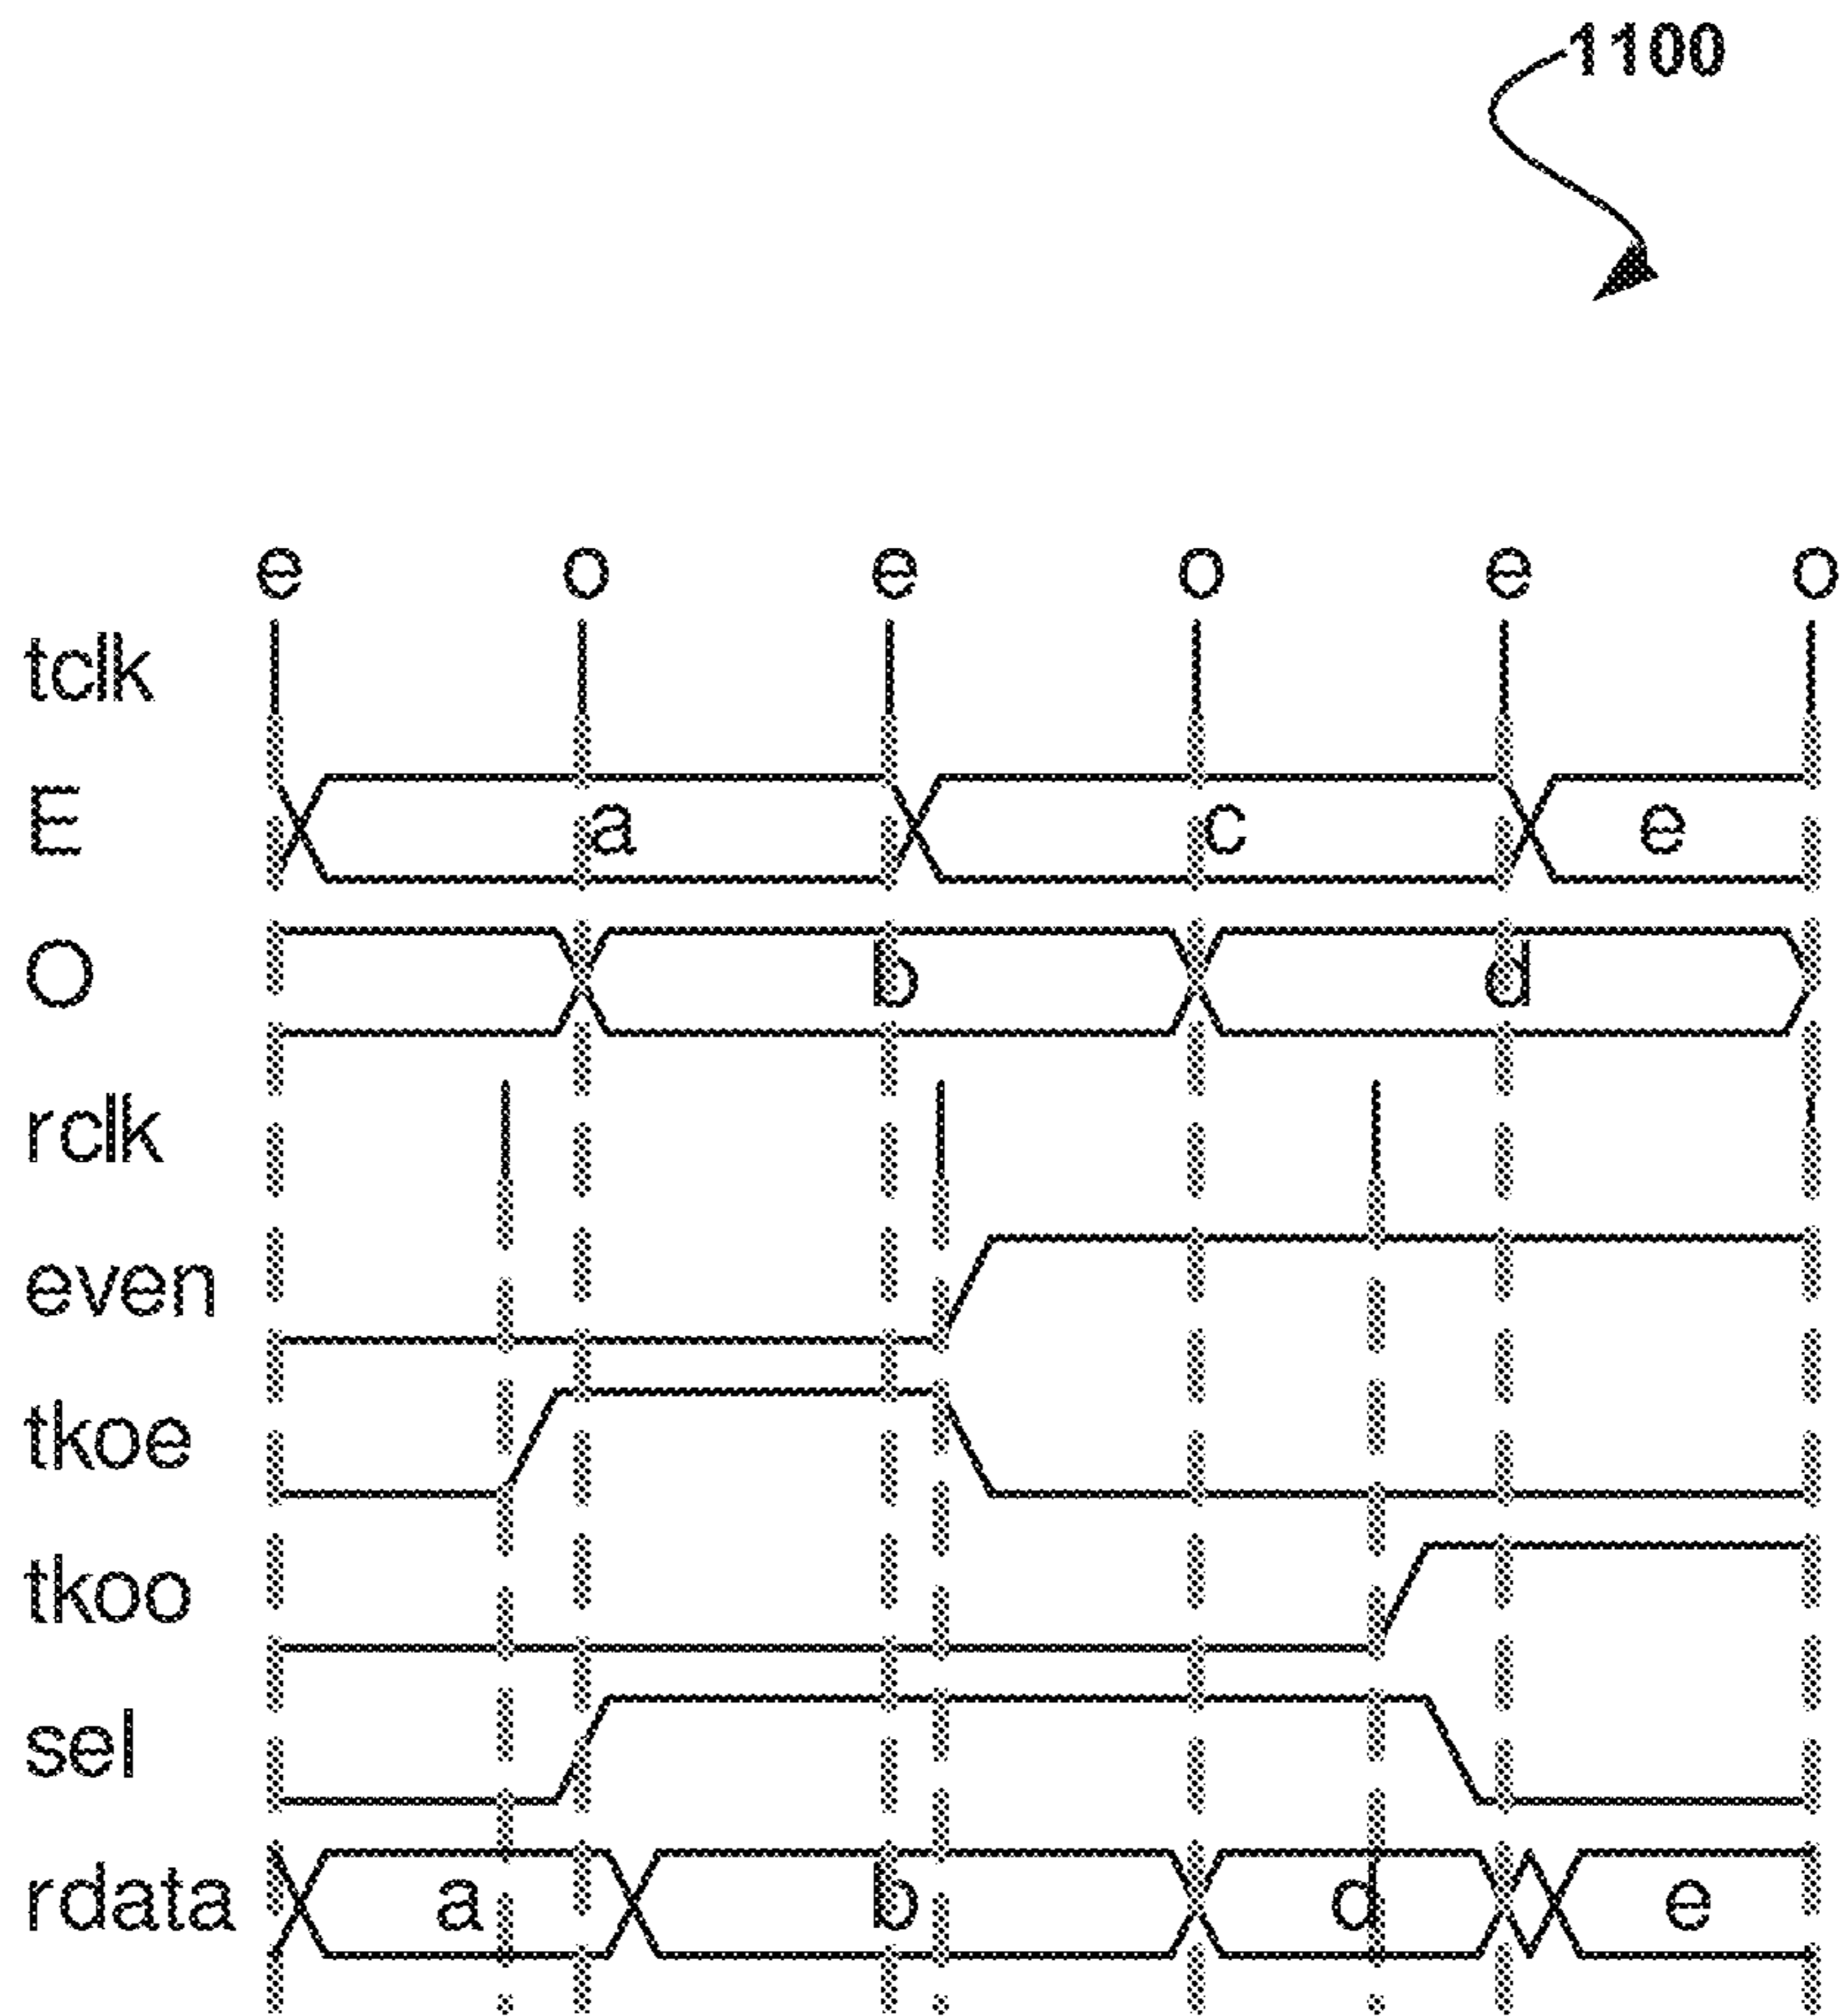 1100
e o e o e o
tclk
E a c e
O b d
rclk
even
tkoe
tkoo
sel
rdata a b d e